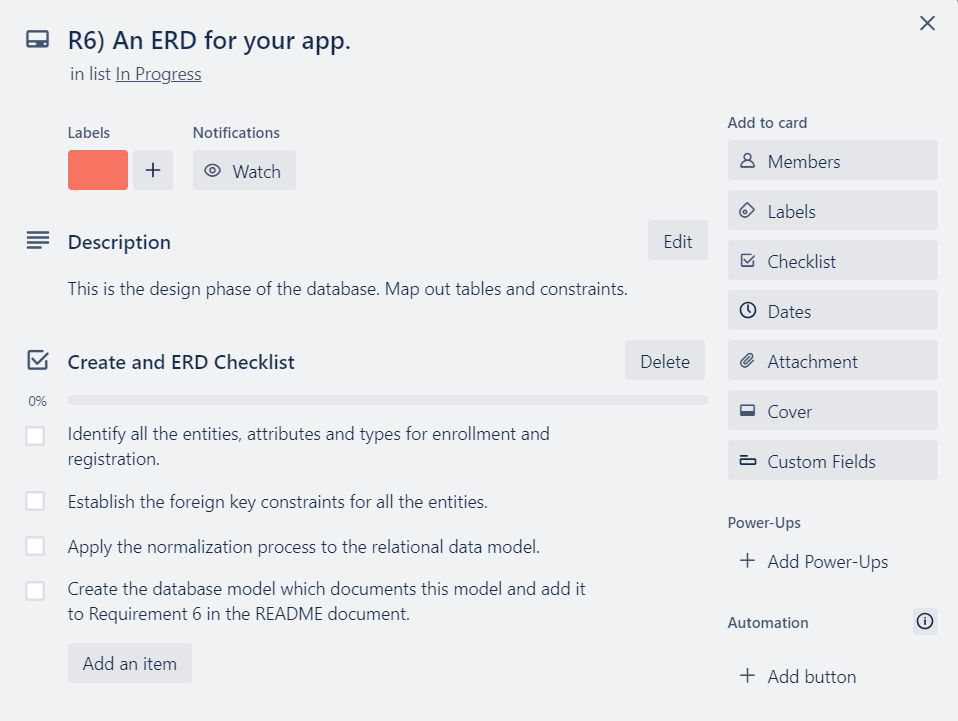 R6) An ERD for your app.
in list In Progress
Labels
Notifications
Watch
Description
Edit
This is the design phase of the database. Map out tables and constraints.
Create and ERD Checklist
Delete
0%
Identify all the entities, attributes and types for enrollment and
registration.
Establish the foreign key constraints for all the entities.
Apply the normalization process to the relational data model.
Create the database model which documents this model and add it
to Requirement 6 in the README document.
Add an item
Add to card
Members
Labels
Checklist
Dates
Attachment
Cover
Custom Fields
Power-Ups
Add Power-Ups
Automation
Add button